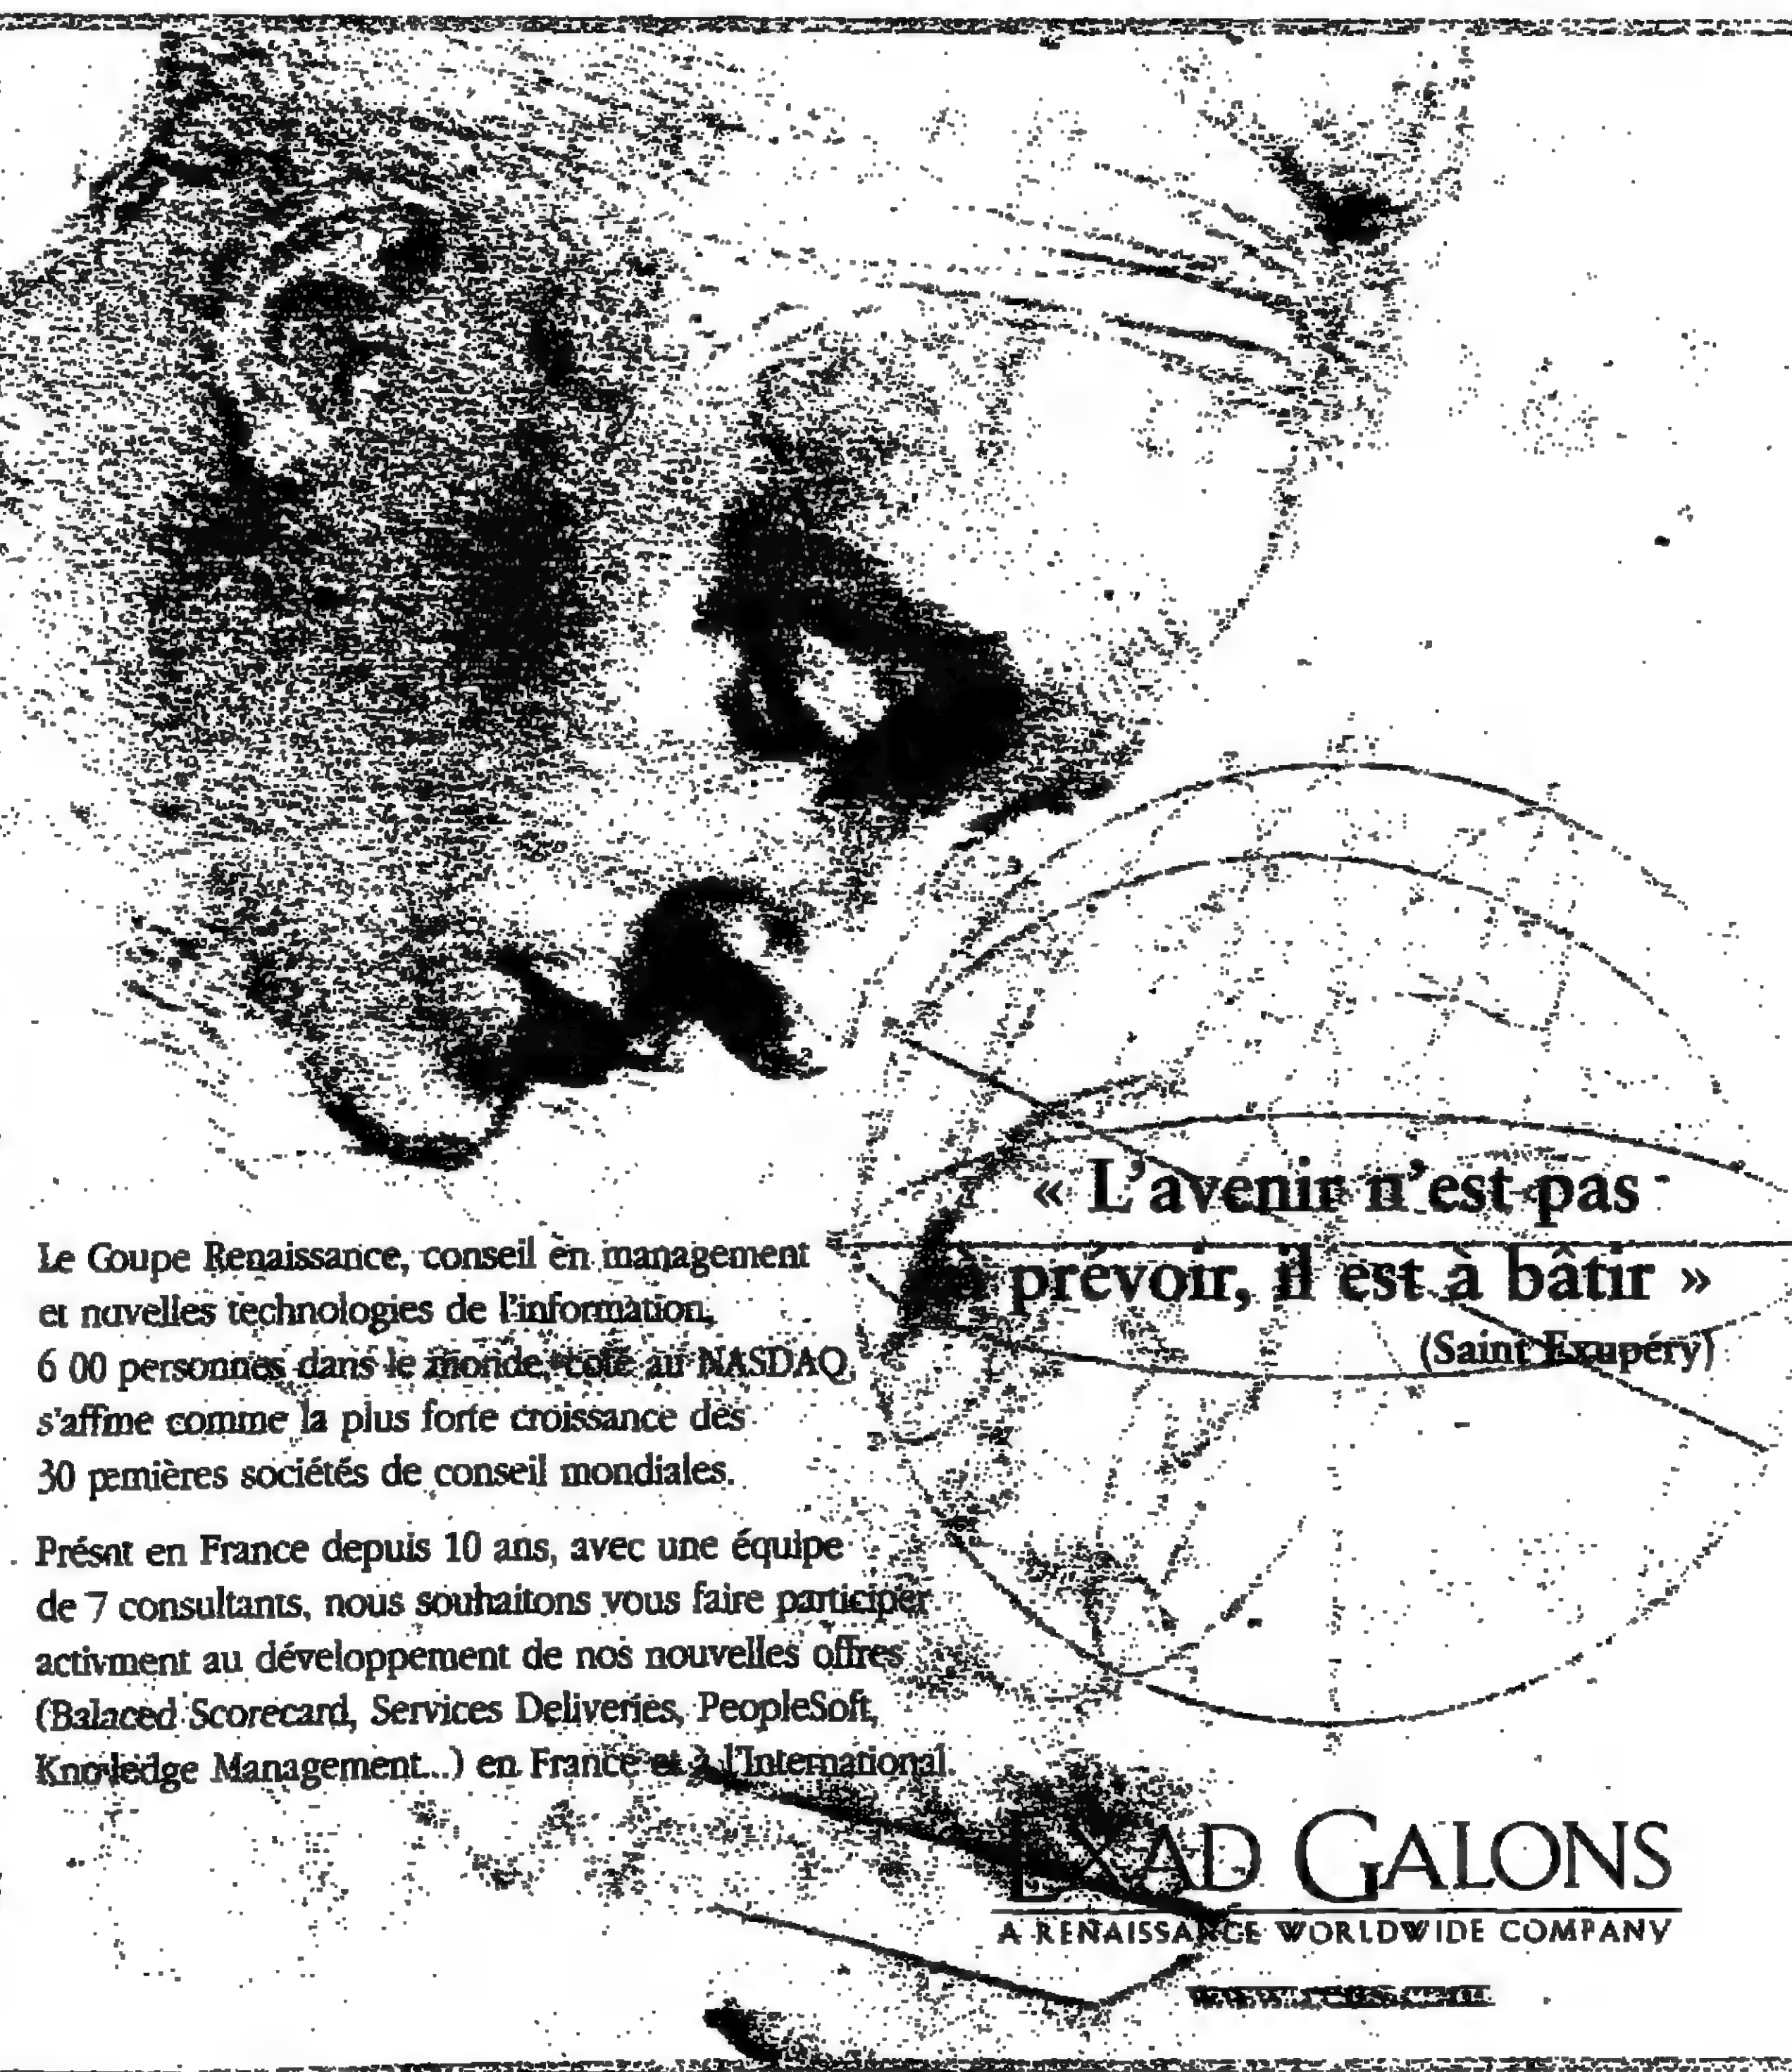 « L'avenir n'est pas
à prévoir, il est à bâtir »
(Saint Exupéry)
Le Goupe Renaissance, conseil en management
et nuvelles technologies de l'information,
6 00 personnes dans le monde, coté au NASDAQ,
s'affme comme la plus forte croissance des
30 pemières sociétés de conseil mondiales.
Présnt en France depuis 10 ans, avec une équipe
de 7 consultants, nous souhaitons vous faire participer
activment au développement de nos nouvelles offres
(Balaced Scorecard, Services Deliveries, PeopleSoft,
Knowledge Management...) en France et à l'International.
EXAD GALONS
A RENAISSANCE WORLDWIDE COMPANY